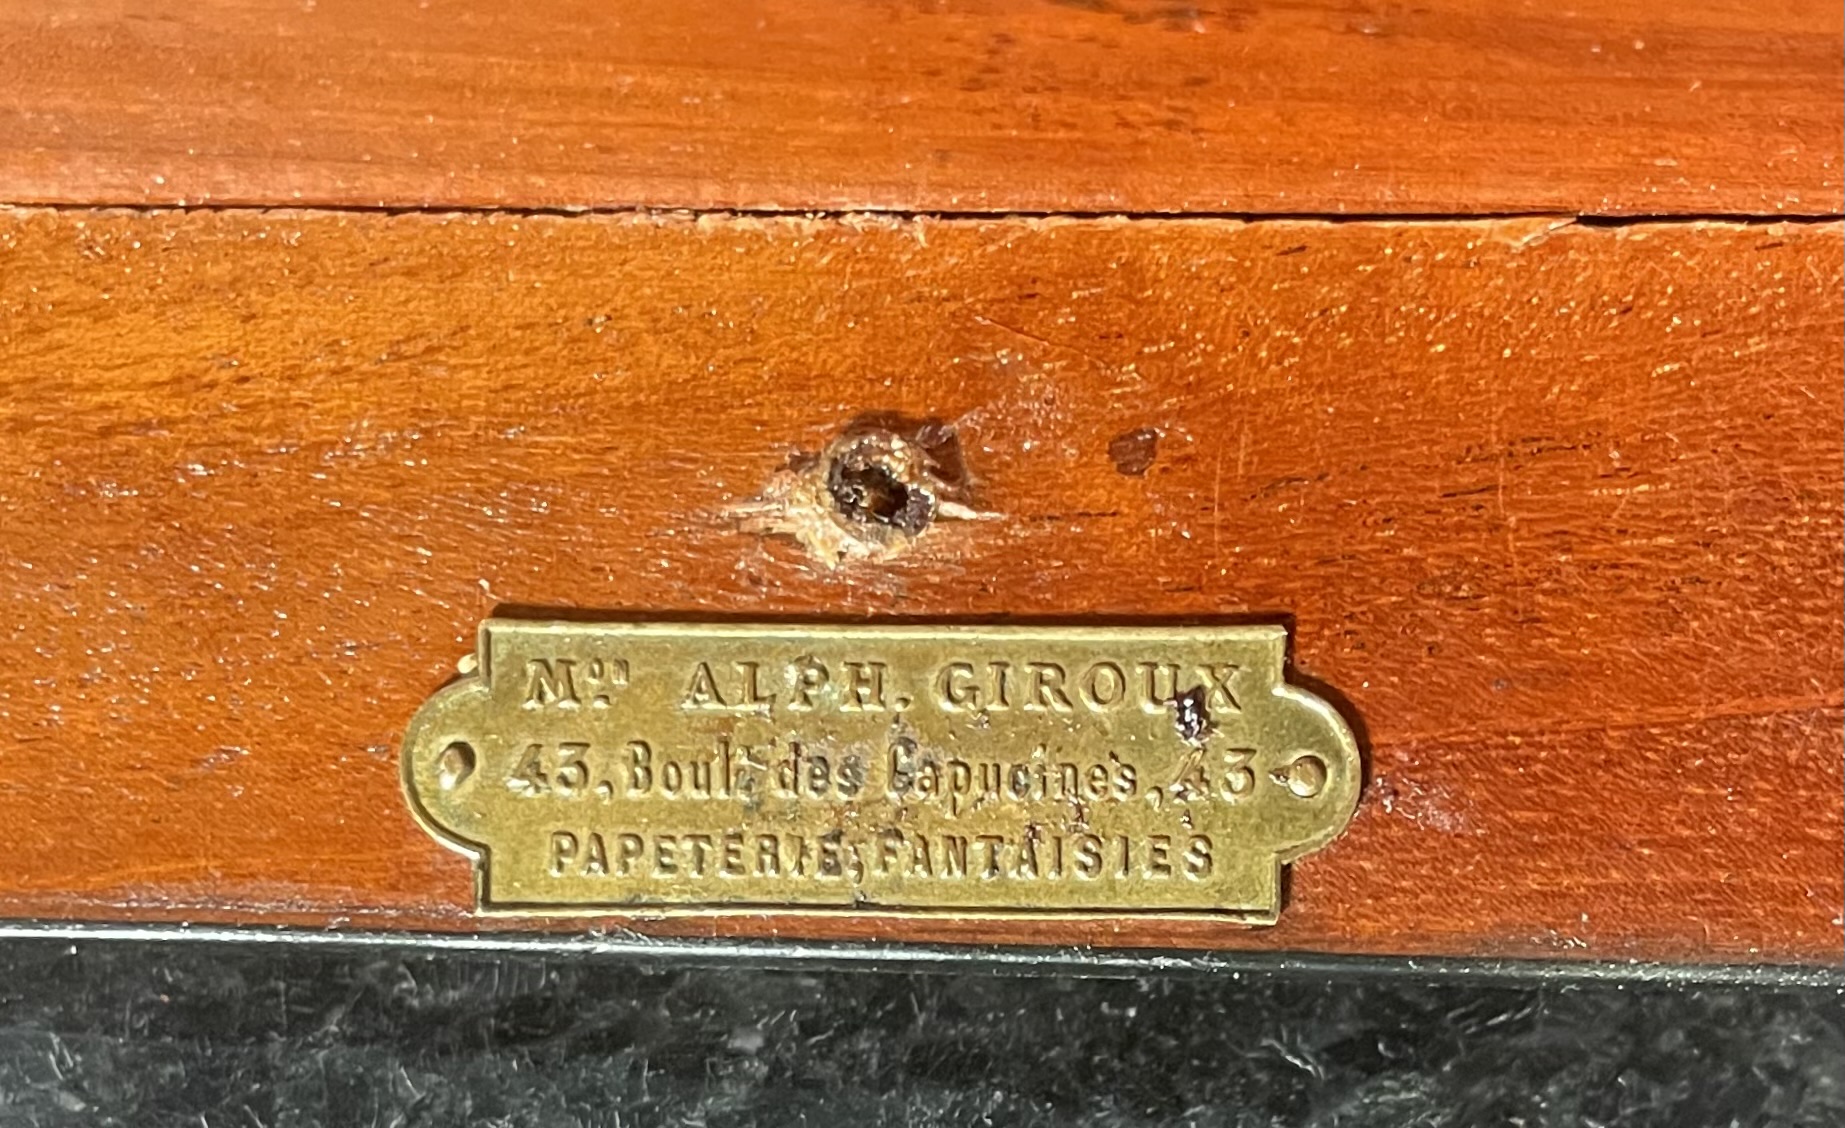 Mon ALPH. GIROUX
43, Boult des Capucines, 43
PAPETERIE, FANTAISIES